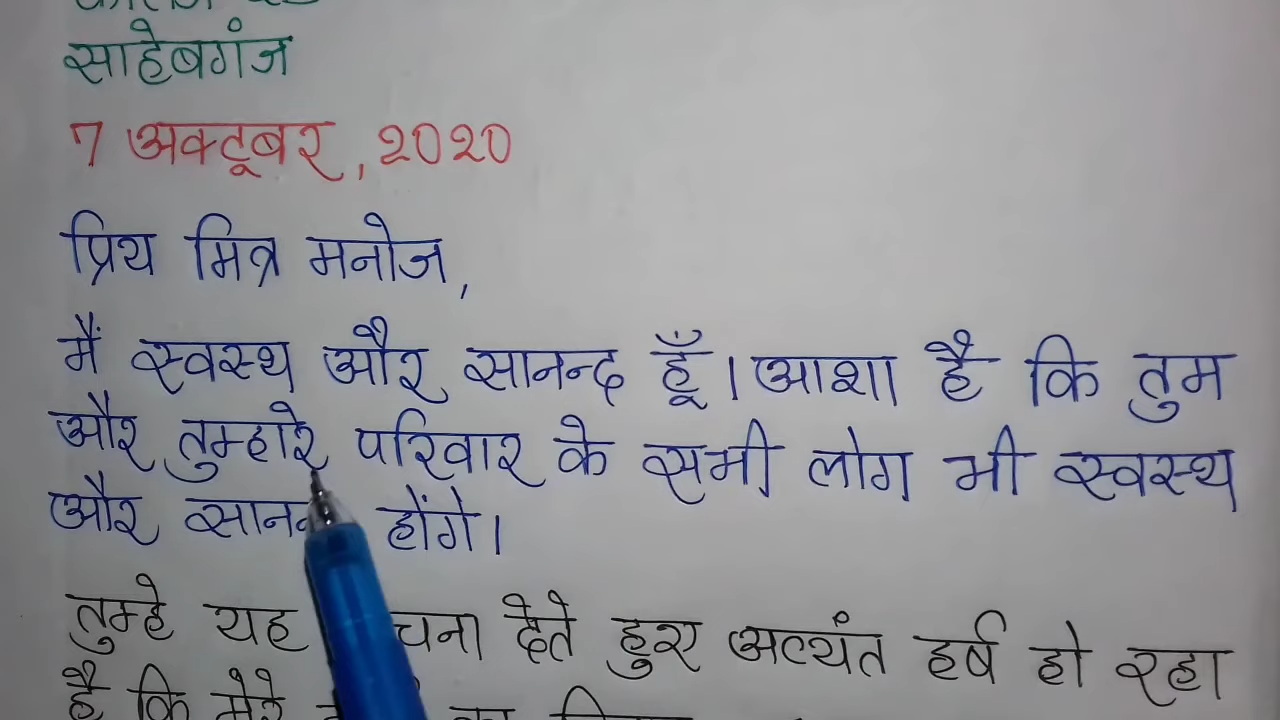 साहेबगंज
7 अक्टूबर, 2020
प्रिय मित्र मनोज,
मैं स्वस्थ और सानन्द हूँ। आशा है कि तुम
और तुम्हारे परिवार के सभी लोग भी स्वस्थ
और होंगे।
तुम्हे यह देते हुए अत्यंत हर्ष हो रहा
है कि मेरे